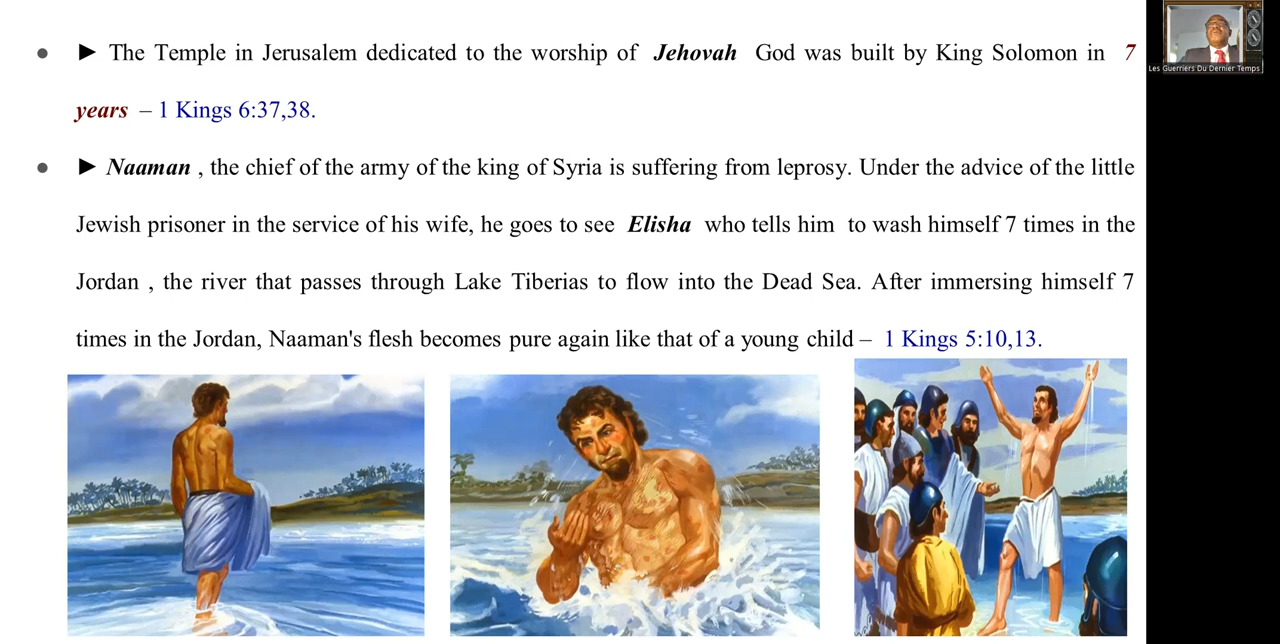 ● ► The Temple in Jerusalem dedicated to the worship of Jehovah God was built by King Solomon in 7
years – 1 Kings 6:37,38.
● ► Naaman , the chief of the army of the king of Syria is suffering from leprosy. Under the advice of the little
Jewish prisoner in the service of his wife, he goes to see Elisha who tells him to wash himself 7 times in the
Jordan , the river that passes through Lake Tiberias to flow into the Dead Sea. After immersing himself 7
times in the Jordan, Naaman's flesh becomes pure again like that of a young child – 1 Kings 5:10,13.
Les Guerriers Du Dernier Temps